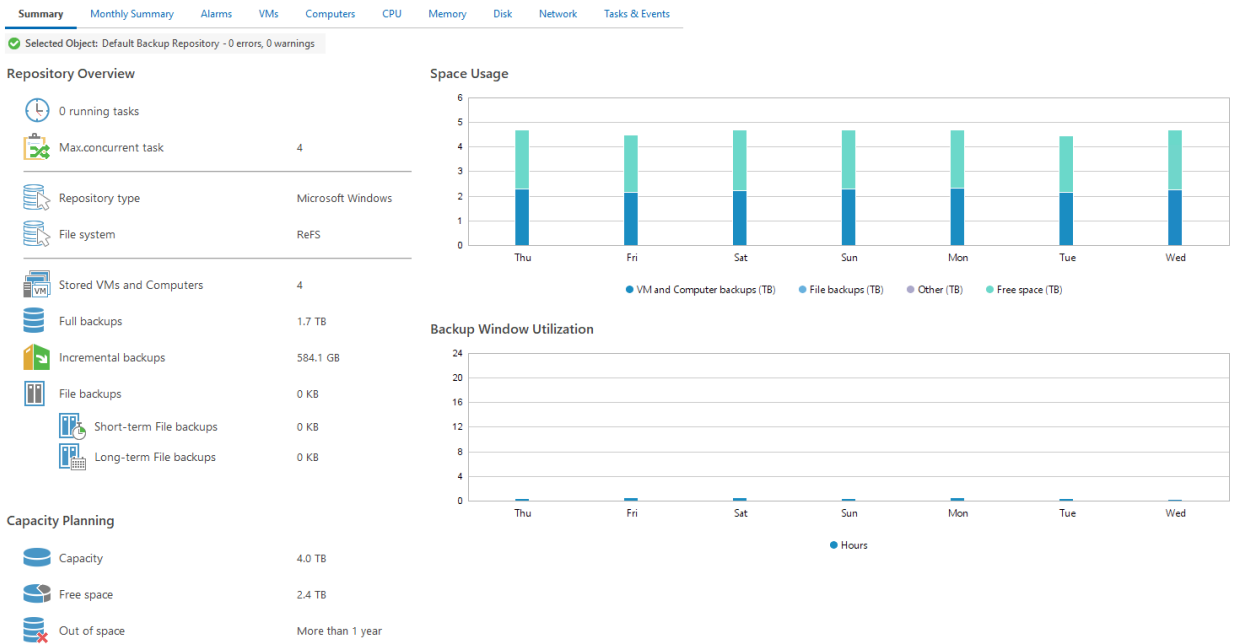 Summary Monthly Summary Alarms VMs Computers CPU Memory Disk Network Tasks & Events
Selected Object: Default Backup Repository - 0 errors, 0 warnings
Repository Overview
0 running tasks
Max.concurrent task 4
Repository type Microsoft Windows
File system ReFS
Stored VMs and Computers 4
Full backups 1.7 TB
Incremental backups 584.1 GB
File backups 0 KB
Short-term File backups 0 KB
Long-term File backups 0 KB
Capacity Planning
Capacity 4.0 TB
Free space 2.4 TB
Out of space More than 1 year
Space Usage
6
5
4
3
2
1
0
Thu Fri Sat Sun Mon Tue Wed
VM and Computer backups (TB) File backups (TB) Other (TB) Free space (TB)
Backup Window Utilization
24
20
16
12
8
4
0
Thu Fri Sat Sun Mon Tue Wed
Hours
VM